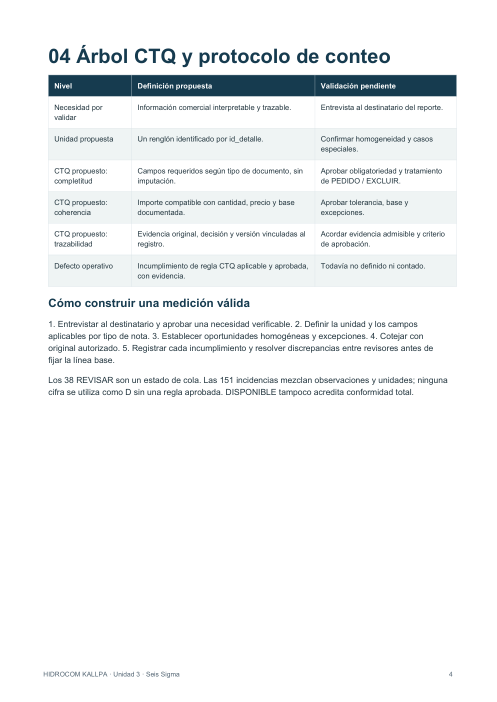 04 Árbol CTQ y protocolo de conteo
Nivel Definición propuesta Validación pendiente
Necesidad por validar Información comercial interpretable y trazable. Entrevista al destinatario del reporte.
Unidad propuesta Un renglón identificado por id_detalle. Confirmar homogeneidad y casos especiales.
CTQ propuesto: completitud Campos requeridos según tipo de documento, sin imputación. Aprobar obligatoriedad y tratamiento de PEDIDO / EXCLUIR.
CTQ propuesto: coherencia Importe compatible con cantidad, precio y base documentada. Aprobar tolerancia, base y excepciones.
CTQ propuesto: trazabilidad Evidencia original, decisión y versión vinculadas al registro. Acordar evidencia admisible y criterio de aprobación.
Defecto operativo Incumplimiento de regla CTQ aplicable y aprobada, con evidencia. Todavía no definido ni contado.
Cómo construir una medición válida
1. Entrevistar al destinatario y aprobar una necesidad verificable. 2. Definir la unidad y los campos
aplicables por tipo de nota. 3. Establecer oportunidades homogéneas y excepciones. 4. Cotejar con
original autorizado. 5. Registrar cada incumplimiento y resolver discrepancias entre revisores antes de
fijar la línea base.
Los 38 REVISAR son un estado de cola. Las 151 incidencias mezclan observaciones y unidades; ninguna
cifra se utiliza como D sin una regla aprobada. DISPONIBLE tampoco acredita conformidad total.
HIDROCOM KALLPA · Unidad 3 · Seis Sigma 4